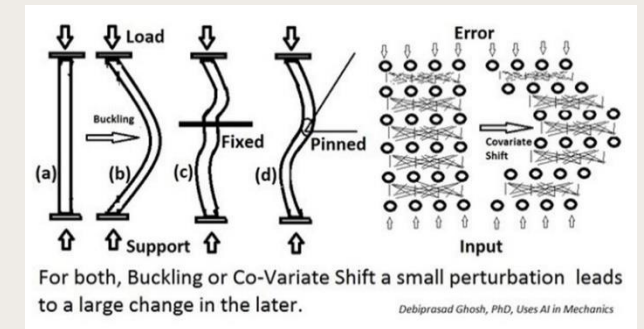 Load
Error
Buckling
Fixed
Pinned
Covariate
Shift
(a)
(b)
(c)
(d)
Support
Input
For both, Buckling or Co-Variate Shift a small perturbation leads
to a large change in the later.
Debiprasad Ghosh, PhD, Uses AI in Mechanics